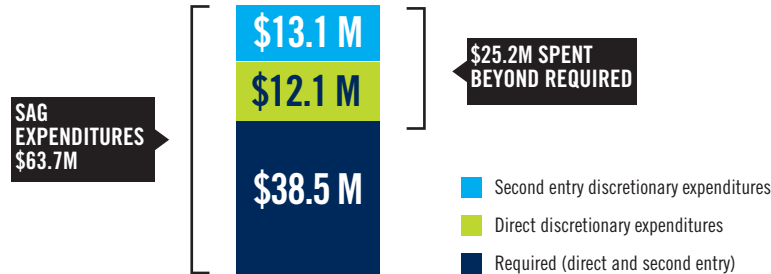 $13.1 M
$12.1 M
$38.5 M
SAG
EXPENDITURES
$63.7M
$25.2M SPENT
BEYOND REQUIRED
Second entry discretionary expenditures
Direct discretionary expenditures
Required (direct and second entry)